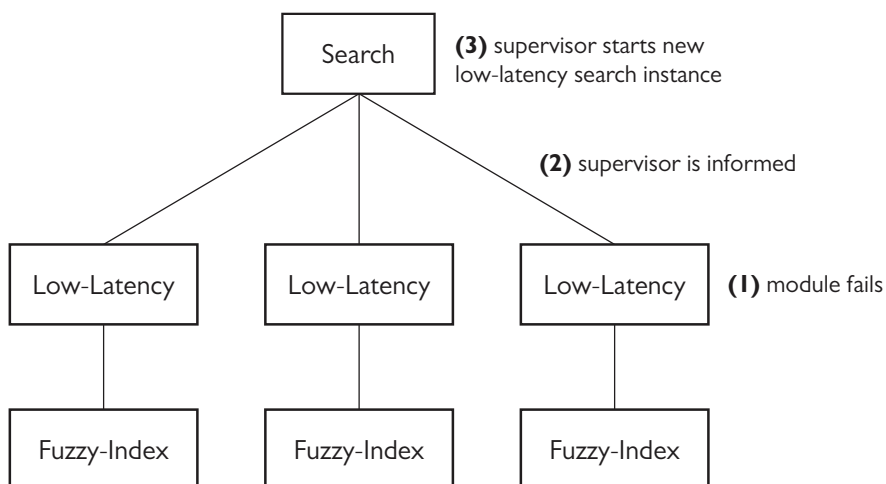 Search
(3) supervisor starts new
low-latency search instance
(2) supervisor is informed
Low-Latency
Low-Latency
Low-Latency
(1) module fails
Fuzzy-Index
Fuzzy-Index
Fuzzy-Index